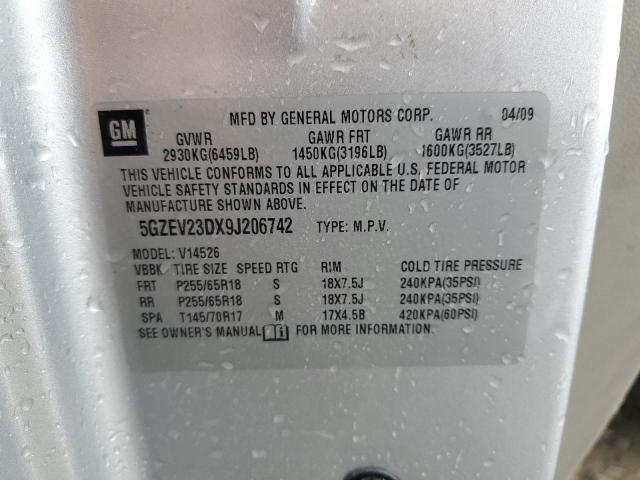 GM
MFD BY GENERAL MOTORS CORP. 04/09
GVWR GAWR FRT GAWR RR
2930KG(6459LB) 1450KG(3196LB) 1600KG(3527LB)
THIS VEHICLE CONFORMS TO ALL APPLICABLE U.S. FEDERAL MOTOR
VEHICLE SAFETY STANDARDS IN EFFECT ON THE DATE OF
MANUFACTURE SHOWN ABOVE.
5GZEV23DX9J206742 TYPE: M.P.V.
MODEL: V14526
VBBK TIRE SIZE SPEED RTG RIM COLD TIRE PRESSURE
FRT P255/65R18 S 18X7.5J 240KPA(35PSI)
RR P255/65R18 S 18X7.5J 240KPA(35PSI)
SPA T145/70R17 M 17X4.5B 420KPA(60PSI)
SEE OWNER'S MANUAL FOR MORE INFORMATION.